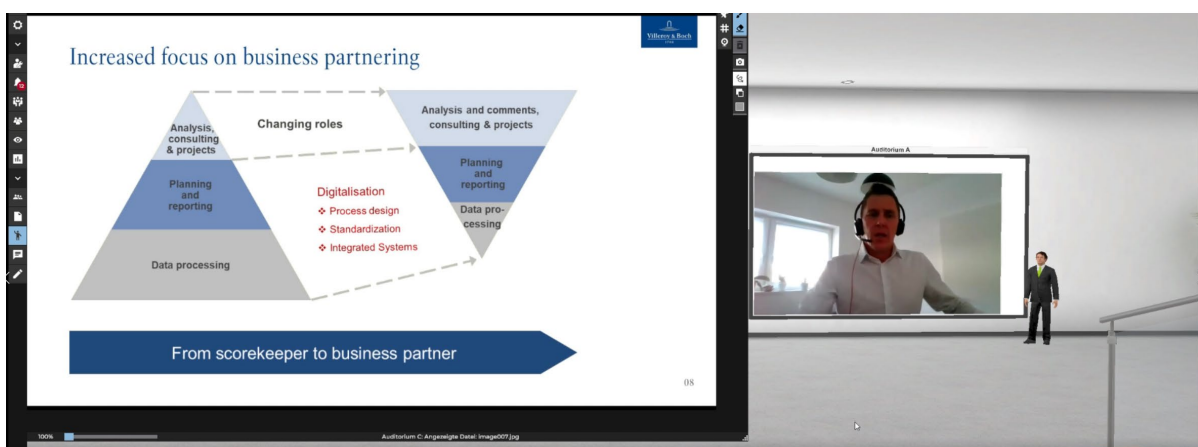 Villeroy & Boch
1748
Increased focus on business partnering
Analysis,
consulting
& projects
Changing roles
Analysis and comments,
consulting & projects
Planning
and
reporting
Planning
and
reporting
Digitalisation
❖ Process design
❖ Standardization
❖ Integrated Systems
Data pro-
cessing
Data processing
From scorekeeper to business partner
08
12
100%
Auditorium C: Angezeigte Datei: image007.jpg
Auditorium A